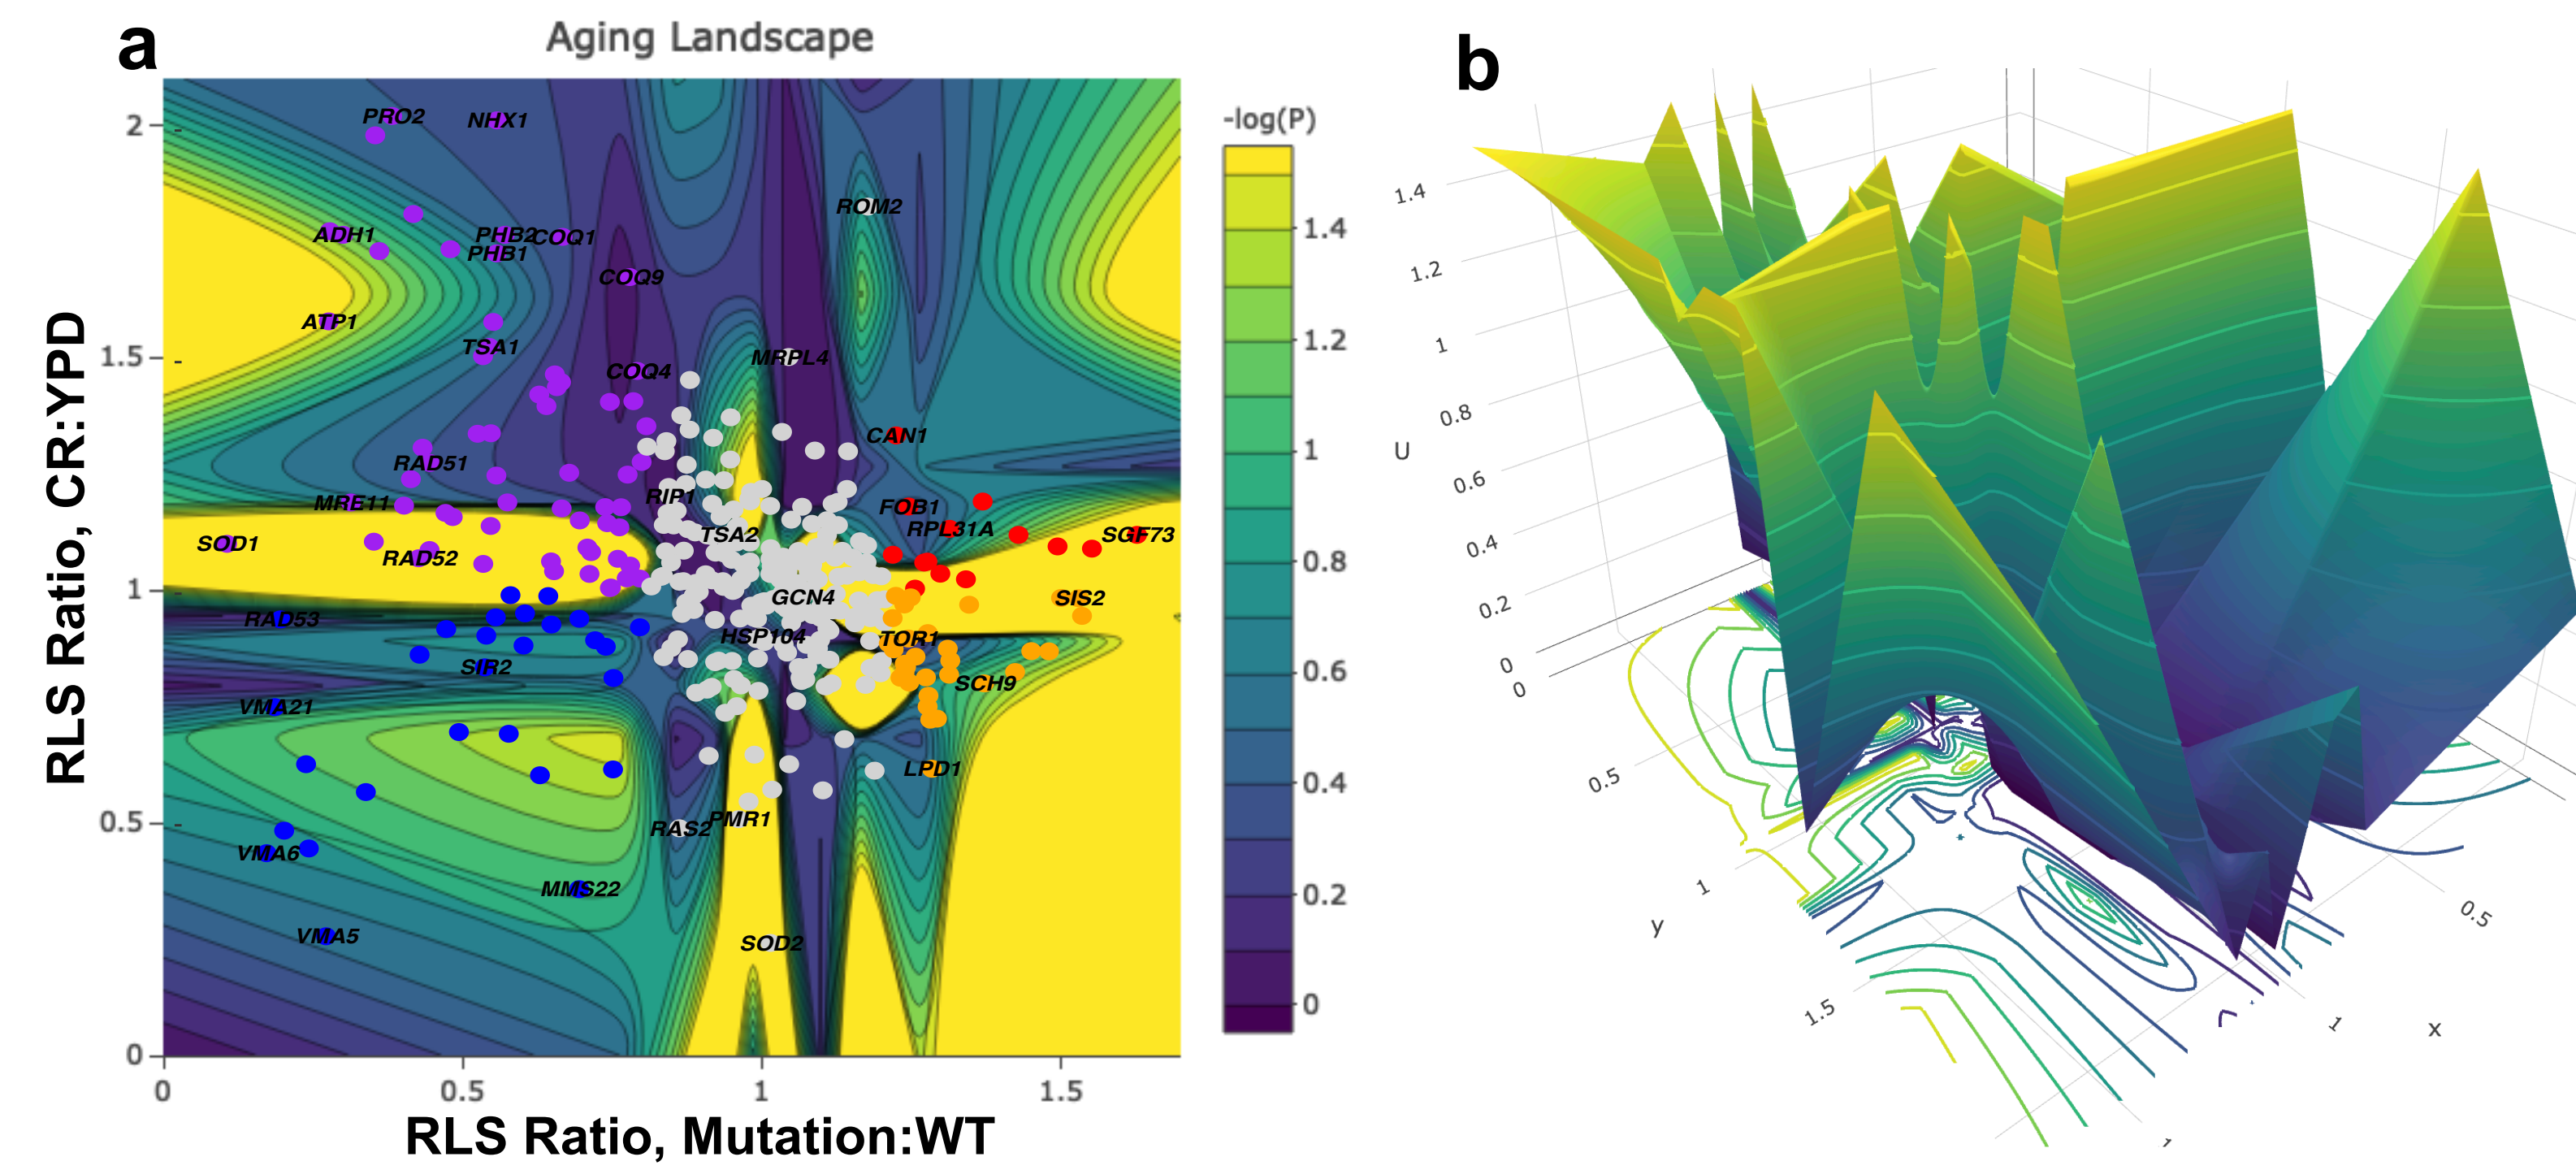 a
Aging Landscape
b
-log(P)
1.4
1.2
1
0.8
0.6
0.4
0.2
0
RLS Ratio, CR:YPD
2
1.5
1
0.5
0
PRO2
NHX1
ROM2
ADH1
PHB2
COQ1
PHB1
COQ9
ATP1
TSA1
MRPL4
COQ4
CAN1
RAD51
RIP1
MRE11
FOB1
RPL31A
TSA2
SGF73
SOD1
RAD52
GCN4
SIS2
RAD53
HSP104
TOR1
SIR2
SCH9
VMA21
LPD1
RAS2
PMR1
VMA6
MMS22
VMA5
SOD2
0
0.5
1
1.5
RLS Ratio, Mutation:WT
1.4
1.2
1
0.8
0.6
0.4
0.2
0
U
0
0.5
1
1.5
y
0.5
1
x
1